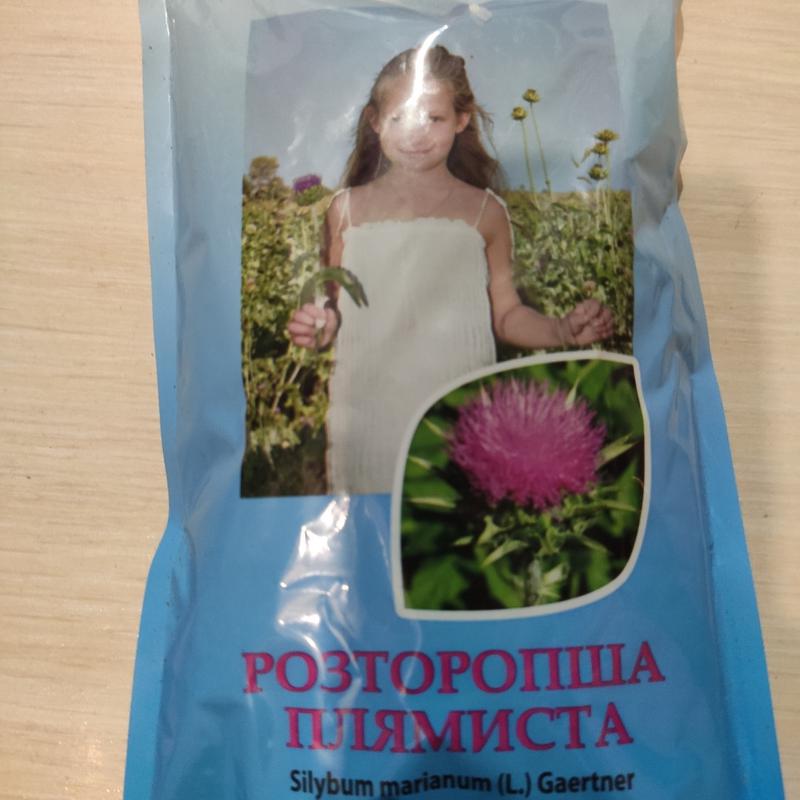 РОЗТОРОПША
ПЛЯМИСТА
Silybum marianum (L.) Gaertner